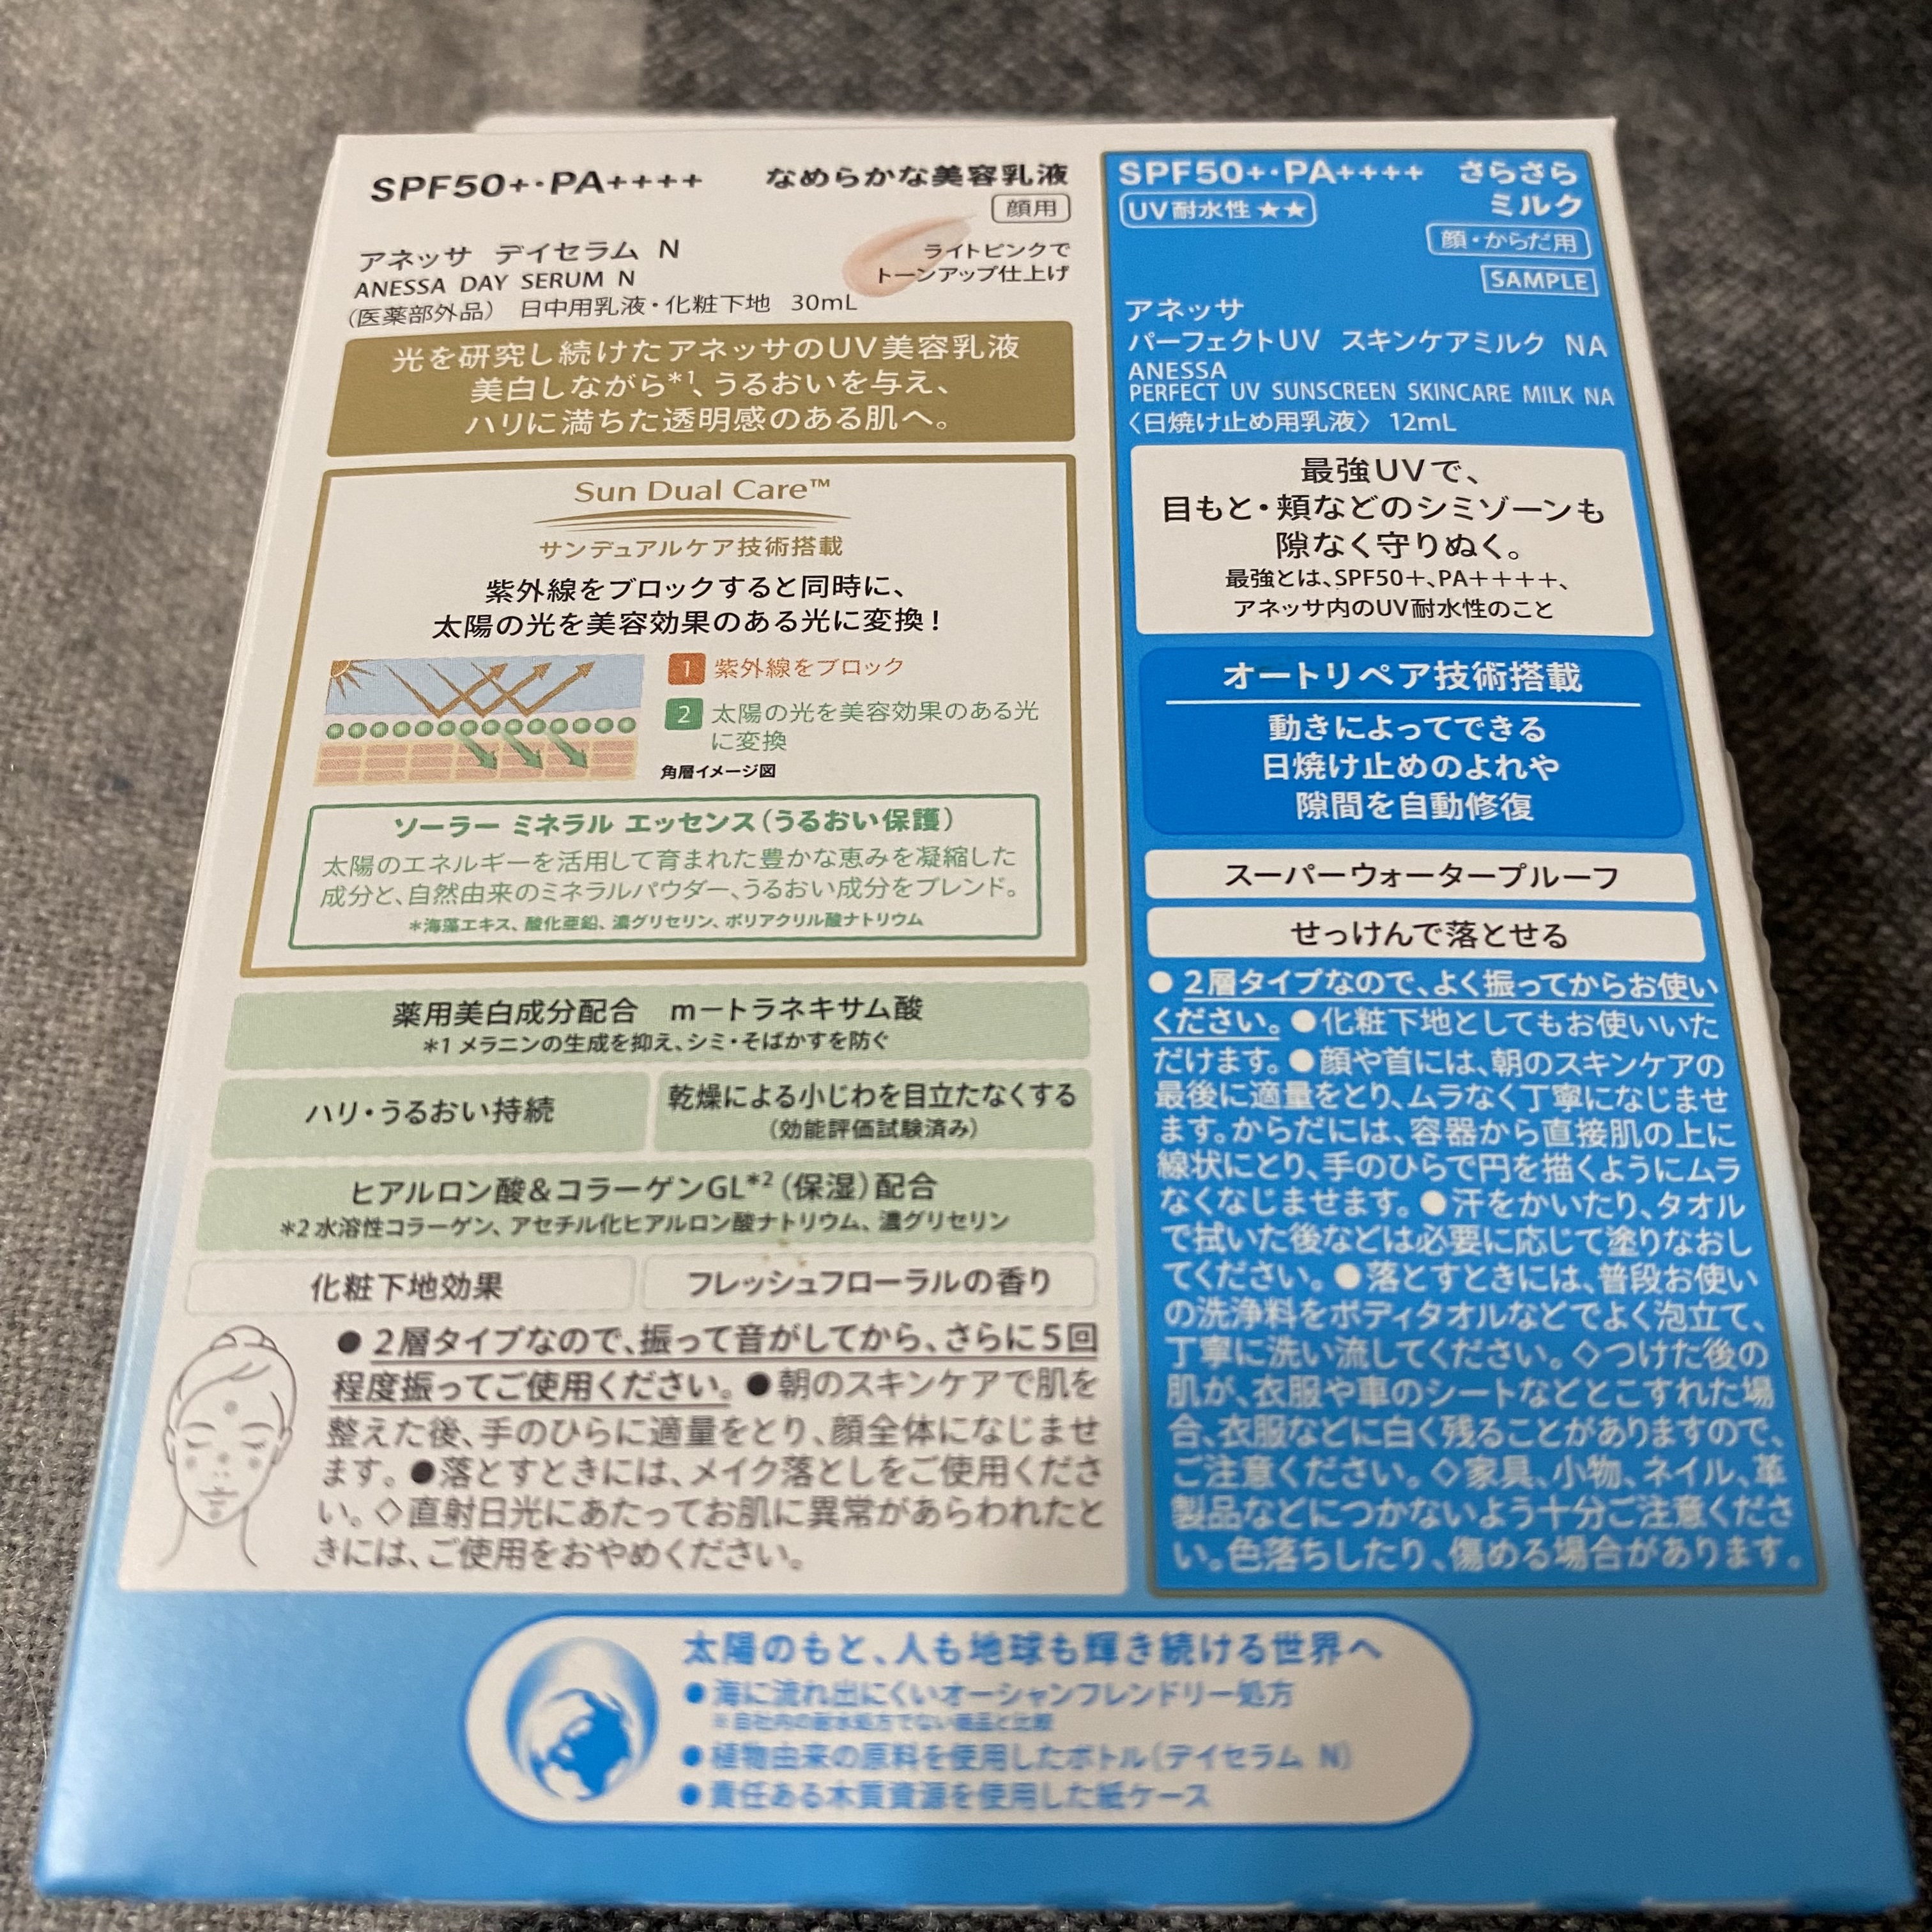 SPF50+・PA++++
なめらかな美容乳液
顔用
アネッサ デイセラム N
ANESSA DAY SERUM N
(医薬部外品) 日中用乳液・化粧下地 30mL
ライトピンクで
トーンアップ仕上げ
光を研究し続けたアネッサのUV美容乳液
美白しながら*1、うるおいを与え、
ハリに満ちた透明感のある肌へ。
Sun Dual Care™
サンデュアルケア技術搭載
紫外線をブロックすると同時に、
太陽の光を美容効果のある光に変換!
1 紫外線をブロック
2 太陽の光を美容効果のある光
に変換
角層イメージ図
ソーラー ミネラル エッセンス(うるおい保護)
太陽のエネルギーを活用して育まれた豊かな恵みを凝縮した
成分と、自然由来のミネラルパウダー、うるおい成分をブレンド。
*海藻エキス、酸化亜鉛、濃グリセリン、ポリアクリル酸ナトリウム
薬用美白成分配合 m-トラネキサム酸
*1 メラニンの生成を抑え、シミ・そばかすを防ぐ
ハリ・うるおい持続
乾燥による小じわを目立たなくする
(効能評価試験済み)
ヒアルロン酸&コラーゲンGL*2(保湿)配合
*2 水溶性コラーゲン、アセチル化ヒアルロン酸ナトリウム、濃グリセリン
化粧下地効果
フレッシュフローラルの香り
●2層タイプなので、振って音がしてから、さらに5回
程度振ってご使用ください。●朝のスキンケアで肌を
整えた後、手のひらに適量をとり、顔全体になじませ
ます。●落とすときには、メイク落としをご使用くださ
い。◇直射日光にあたってお肌に異常があらわれたと
きには、ご使用をおやめください。
SPF50+・PA++++
さらさら
ミルク
UV耐水性★★
顔・からだ用
SAMPLE
アネッサ
パーフェクトUV スキンケアミルク NA
ANESSA
PERFECT UV SUNSCREEN SKINCARE MILK NA
〈日焼け止め用乳液〉 12mL
最強UVで、
目もと・頬などのシミゾーンも
隙なく守りぬく。
最強とは、SPF50+、PA++++、
アネッサ内のUV耐水性のこと
オートリペア技術搭載
動きによってできる
日焼け止めのよれや
隙間を自動修復
スーパーウォータープルーフ
せっけんで落とせる
●2層タイプなので、よく振ってからお使い
ください。●化粧下地としてもお使いいた
だけます。●顔や首には、朝のスキンケアの
最後に適量をとり、ムラなく丁寧になじませ
ます。からだには、容器から直接肌の上に
線状にとり、手のひらで円を描くようにムラ
なくなじませます。●汗をかいたり、タオル
で拭いた後などは必要に応じて塗りなおし
てください。●落とすときには、普段お使い
の洗浄料をボディタオルなどでよく泡立て、
丁寧に洗い流してください。◇つけた後の
肌が、衣服や車のシートなどとこすれた場
合、衣服などに白く残ることがありますので、
ご注意ください。◇家具、小物、ネイル、革
製品などにつかないよう十分ご注意くださ
い。色落ちしたり、傷める場合があります。
太陽のもと、人も地球も輝き続ける世界へ
●海に流れ出にくいオーシャンフレンドリー処方
※自社内の耐水処方でない商品と比較
●植物由来の原料を使用したボトル(デイセラム N)
●責任ある木質資源を使用した紙ケース